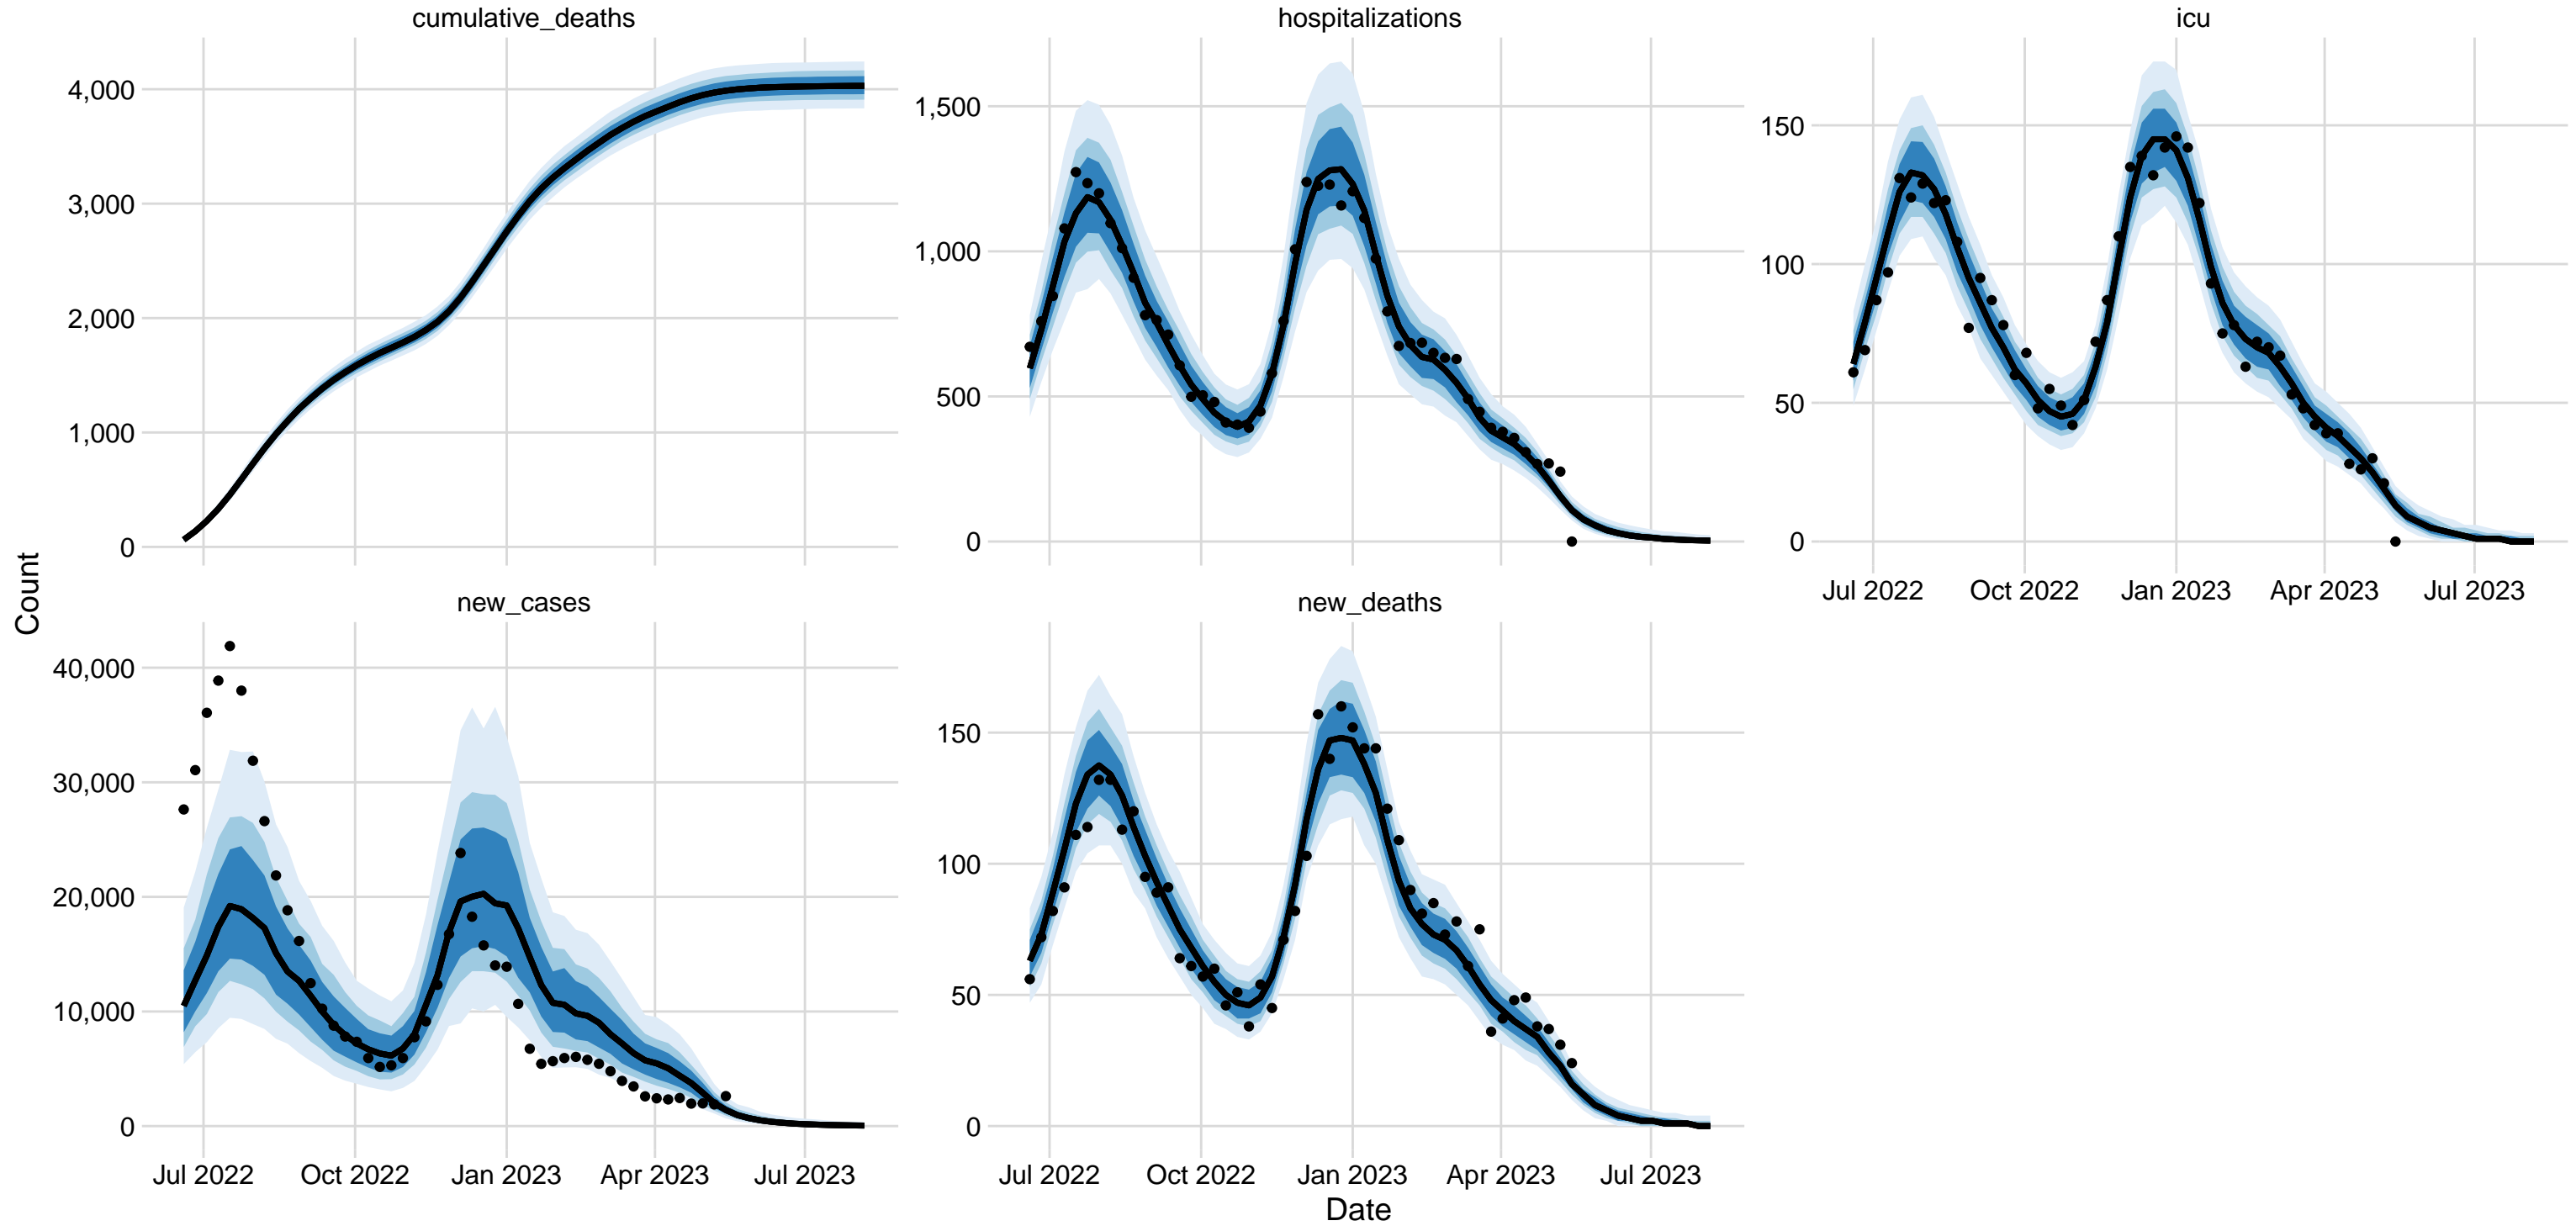 cumulative_deaths
hospitalizations
icu
4,000
3,000
2,000
1,000
0
1,500
1,000
500
0
150
100
50
0
Jul 2022 Oct 2022 Jan 2023 Apr 2023 Jul 2023
Count
new_cases
new_deaths
40,000
30,000
20,000
10,000
0
150
100
50
0
Jul 2022 Oct 2022 Jan 2023 Apr 2023 Jul 2023
Jul 2022 Oct 2022 Jan 2023 Apr 2023 Jul 2023
Date